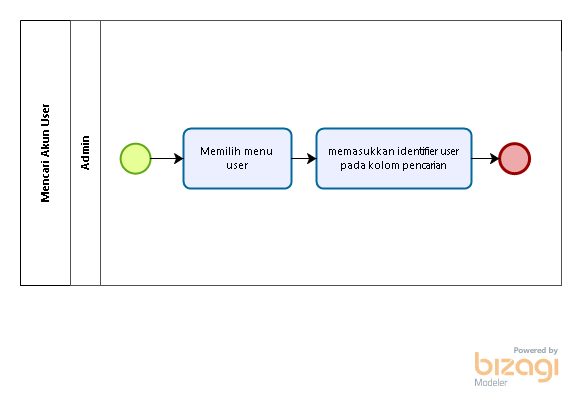 Mencari Akun User
Admin
Memilih menu
user
memasukkan identifier user
pada kolom pencarian
Powered by
bizagi
Modeler